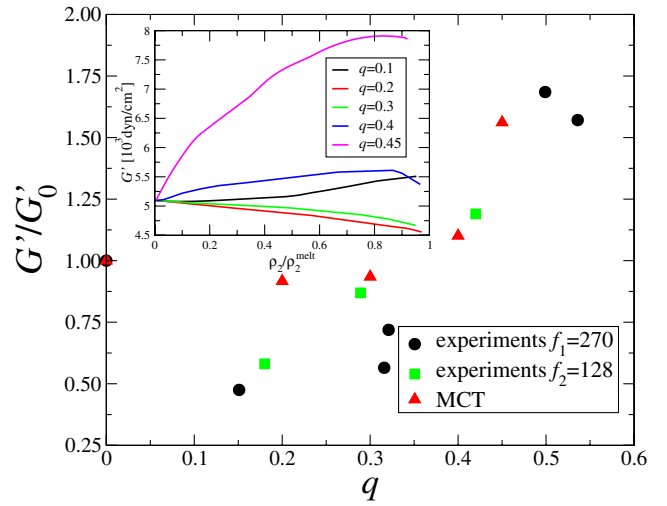 2.00
1.75
1.50
1.25
1.00
0.75
0.50
0.25
G'/G'0
0 0.1 0.2 0.3 0.4 0.5 0.6
q
experiments f1=270
experiments f2=128
MCT
8
7.5
7
6.5
6
5.5
5
4.5
G' [10³dyn/cm²]
0 0.2 0.4 0.6 0.8 1
ρ2/ρ2melt
q=0.1
q=0.2
q=0.3
q=0.4
q=0.45